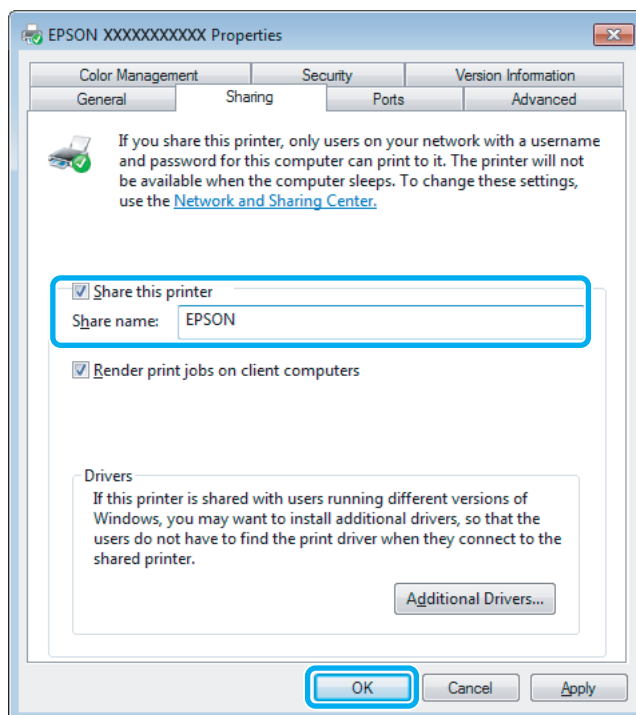 EPSON XXXXXXXXXXX Properties
Color Management Security Version Information
General Sharing Ports Advanced
If you share this printer, only users on your network with a username
and password for this computer can print to it. The printer will not
be available when the computer sleeps. To change these settings,
use the Network and Sharing Center.
Share this printer
Share name: EPSON
Render print jobs on client computers
Drivers
If this printer is shared with users running different versions of
Windows, you may want to install additional drivers, so that the
users do not have to find the print driver when they connect to the
shared printer.
Additional Drivers...
OK Cancel Apply